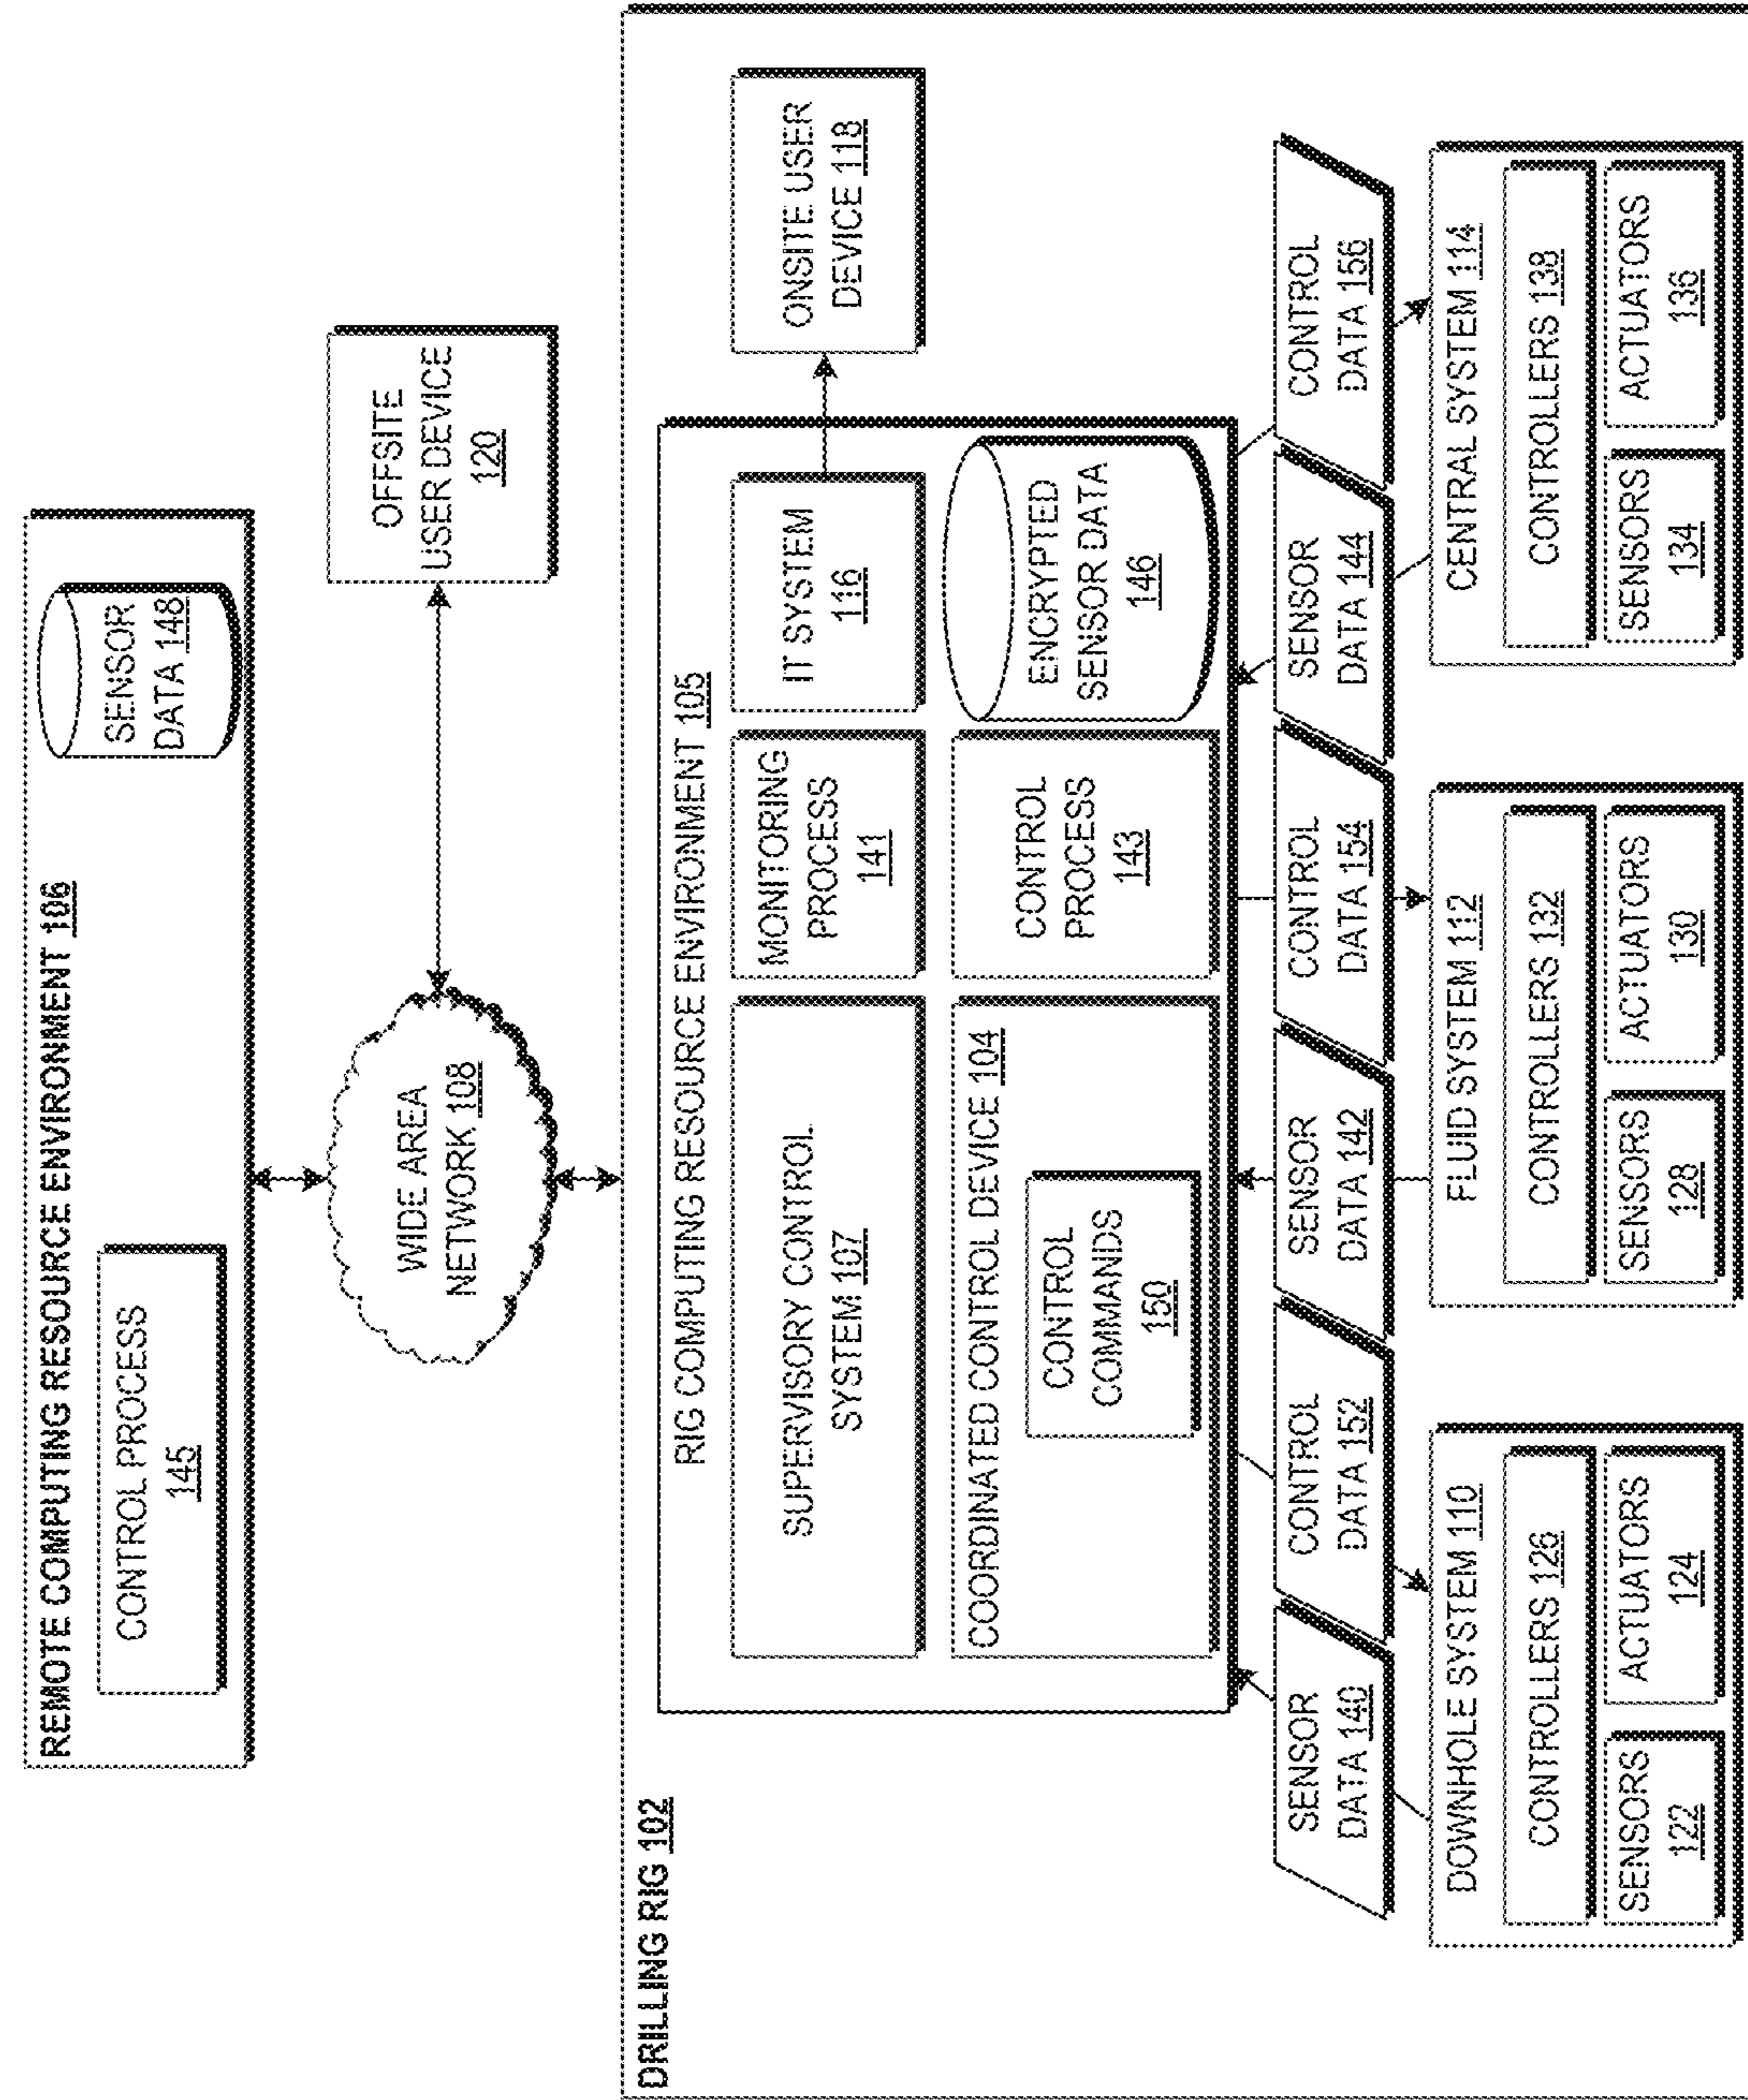 REMOTE COMPUTING RESOURCE ENVIRONMENT 106
CONTROL PROCESS
145
SENSOR
DATA 148
WIDE AREA
NETWORK 108
OFFSITE
USER DEVICE
120
DRILLING RIG 102
RIG COMPUTING RESOURCE ENVIRONMENT 105
SUPERVISORY CONTROL
SYSTEM 107
MONITORING
PROCESS
141
IT SYSTEM
116
ONSITE USER
DEVICE 118
COORDINATED CONTROL DEVICE 104
CONTROL
COMMANDS
150
CONTROL
PROCESS
143
ENCRYPTED
SENSOR DATA
146
SENSOR
DATA 140
CONTROL
DATA 152
SENSOR
DATA 142
CONTROL
DATA 154
SENSOR
DATA 144
CONTROL
DATA 156
DOWNHOLE SYSTEM 110
CONTROLLERS 126
SENSORS
122
ACTUATORS
124
FLUID SYSTEM 112
CONTROLLERS 132
SENSORS
128
ACTUATORS
130
CENTRAL SYSTEM 114
CONTROLLERS 138
SENSORS
134
ACTUATORS
136